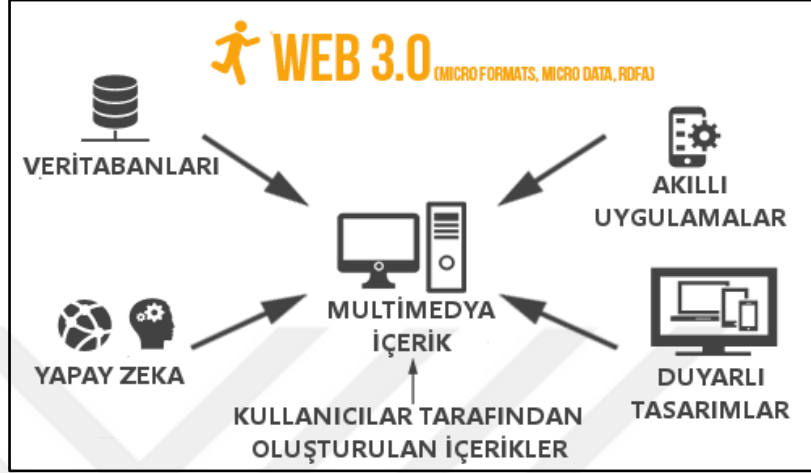 WEB 3.0 (MICRO FORMATS, MICRO DATA, RDFA)
VERİTABANLARI
AKILLI
UYGULAMALAR
MULTİMEDYA
İÇERİK
YAPAY ZEKA
DUYARLI
TASARIMLAR
KULLANICILAR TARAFINDAN
OLUŞTURULAN İÇERİKLER